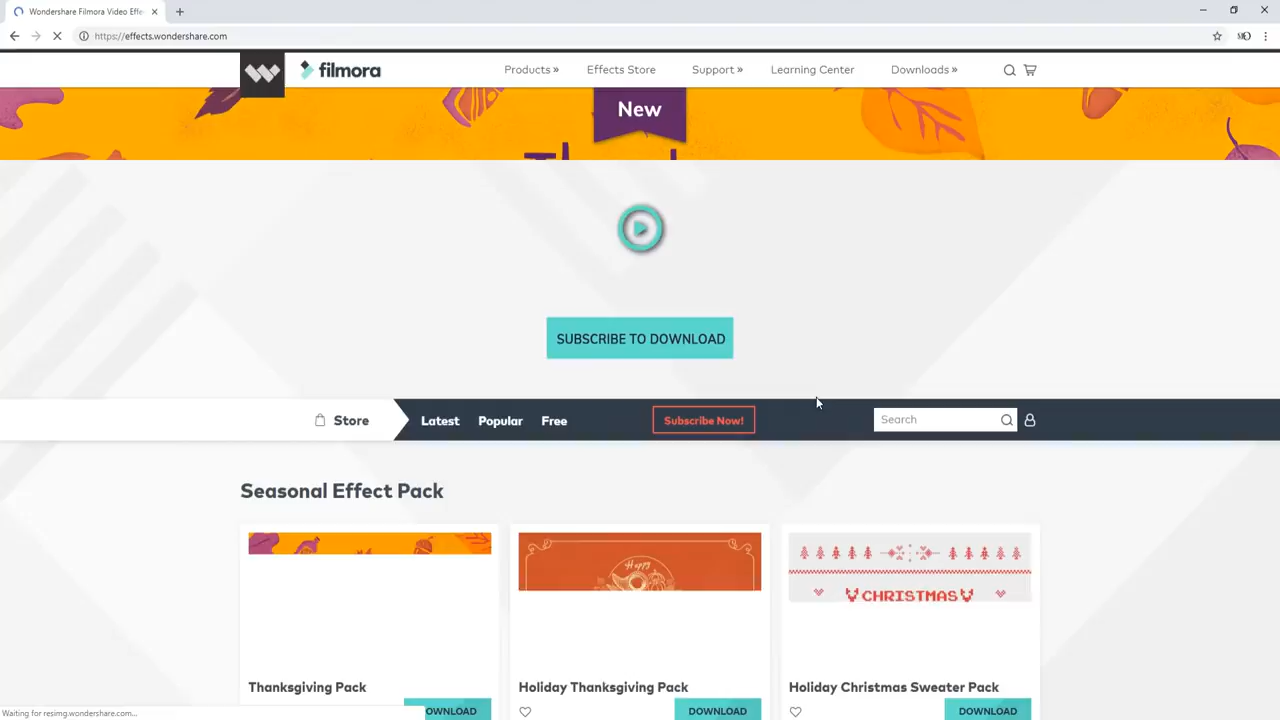 Wondershare Filmora Video Effe
https://effects.wondershare.com
filmora
Products »
Effects Store
Support »
Learning Center
Downloads »
New
SUBSCRIBE TO DOWNLOAD
Store
Latest
Popular
Free
Subscribe Now!
Search
Seasonal Effect Pack
Happy
CHRISTMAS
Thanksgiving Pack
Holiday Thanksgiving Pack
Holiday Christmas Sweater Pack
OWNLOAD
DOWNLOAD
DOWNLOAD
Waiting for resimg.wondershare.com...